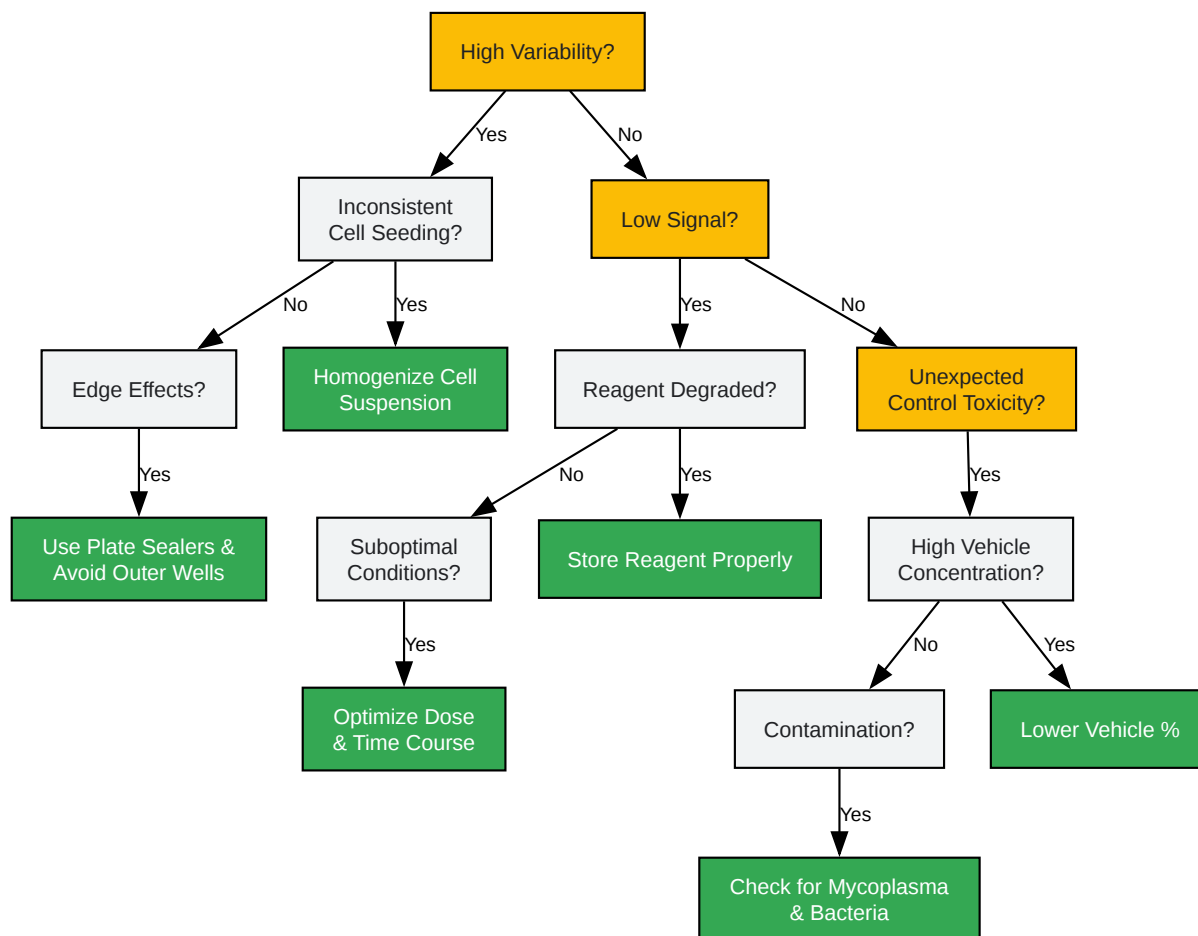 High Variability?
Yes
No
Inconsistent
Cell Seeding?
Low Signal?
No
Yes
Yes
No
Edge Effects?
Homogenize Cell
Suspension
Reagent Degraded?
Unexpected
Control Toxicity?
Yes
No
Yes
Yes
Use Plate Sealers &
Avoid Outer Wells
Suboptimal
Conditions?
Store Reagent Properly
High Vehicle
Concentration?
Yes
No
Yes
Optimize Dose
& Time Course
Contamination?
Lower Vehicle %
Yes
Check for Mycoplasma
& Bacteria